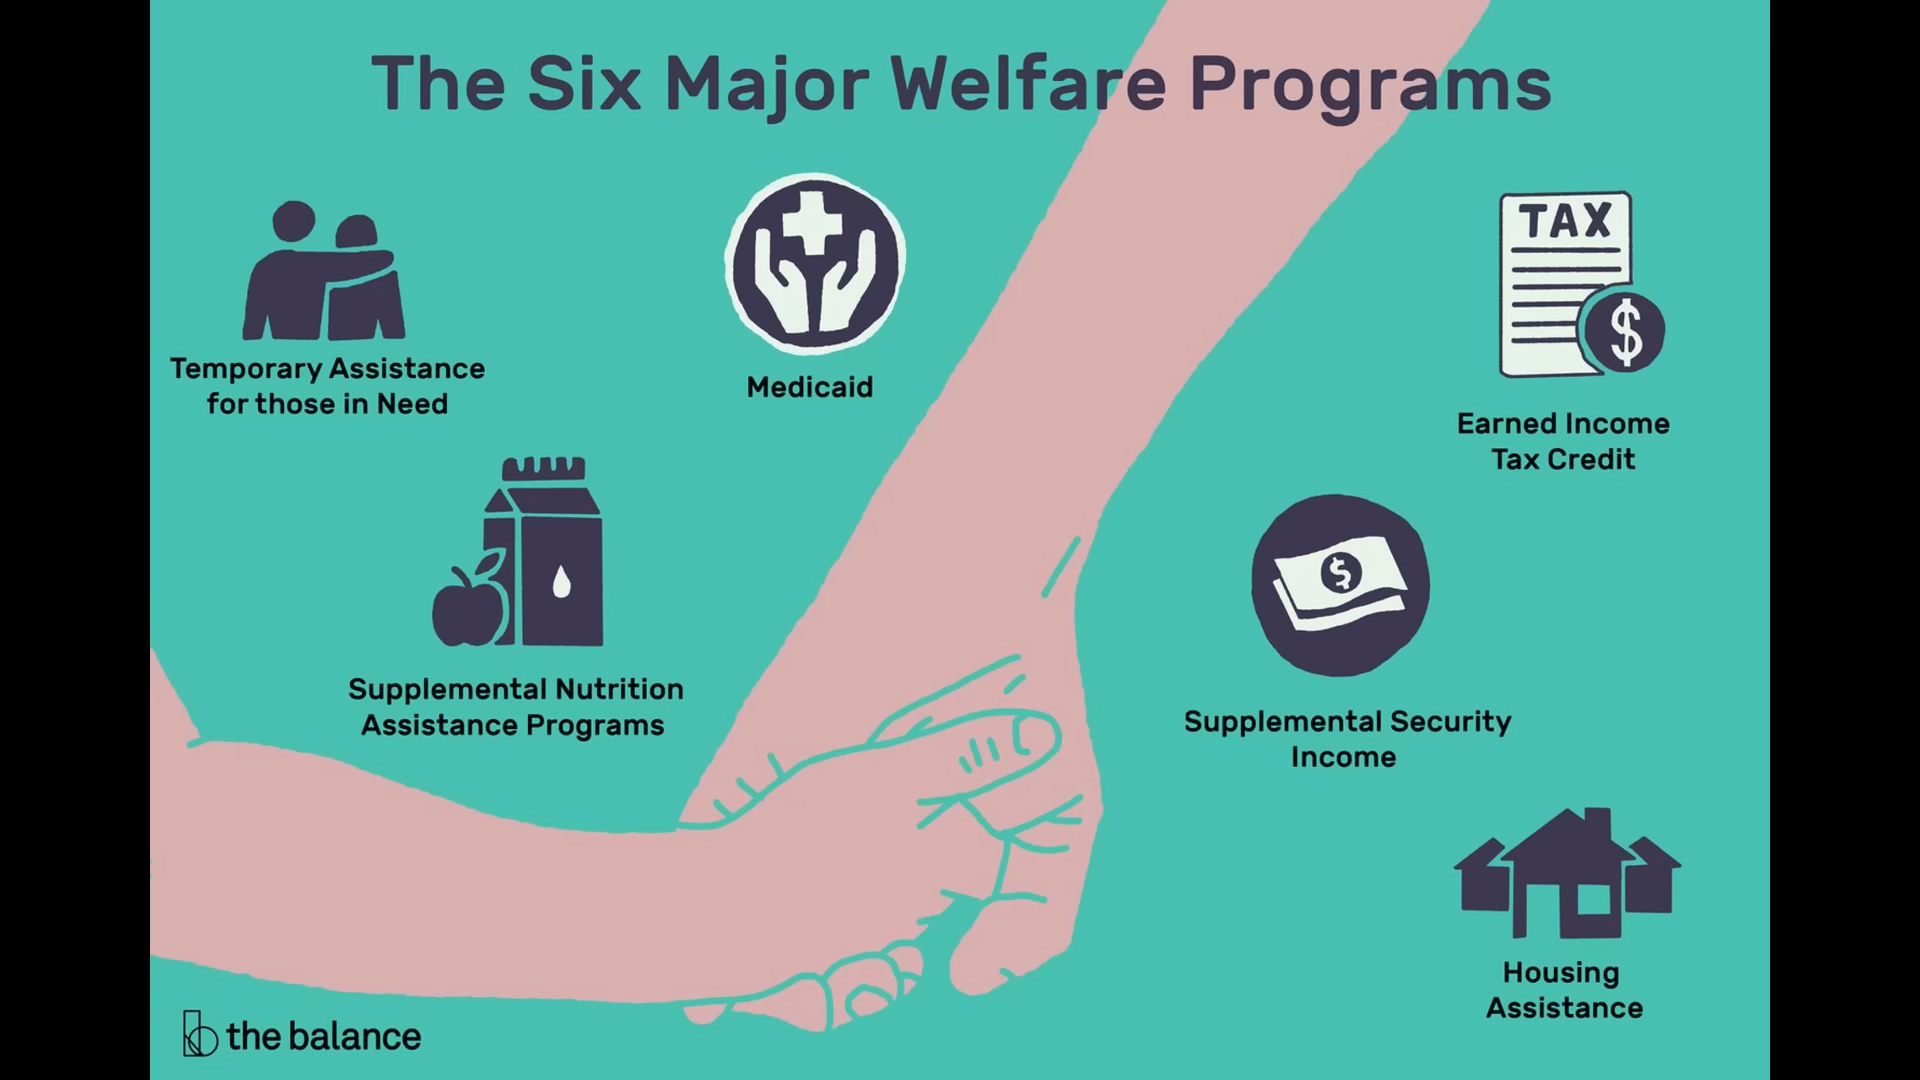 The Six Major Welfare Programs
Temporary Assistance
for those in Need
Medicaid
TAX
$
Earned Income
Tax Credit
Supplemental Nutrition
Assistance Programs
$
Supplemental Security
Income
Housing
Assistance
the balance